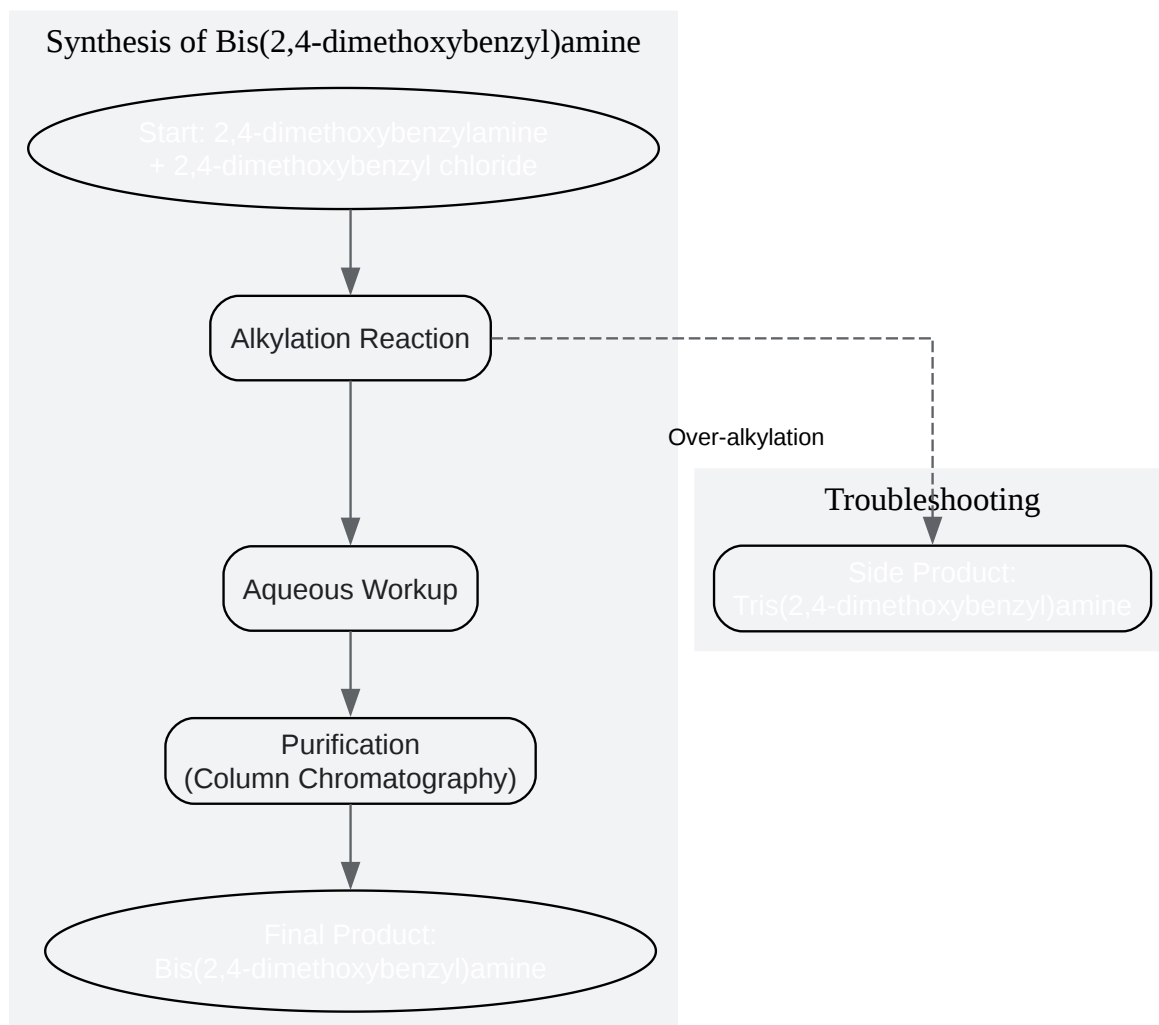 Synthesis of Bis(2,4-dimethoxybenzyl)amine
Start: 2,4-dimethoxybenzylamine
+ 2,4-dimethoxybenzyl chloride
Alkylation Reaction
Over-alkylation
Troubleshooting
Side Product:
Tris(2,4-dimethoxybenzyl)amine
Aqueous Workup
Purification
(Column Chromatography)
Final Product:
Bis(2,4-dimethoxybenzyl)amine